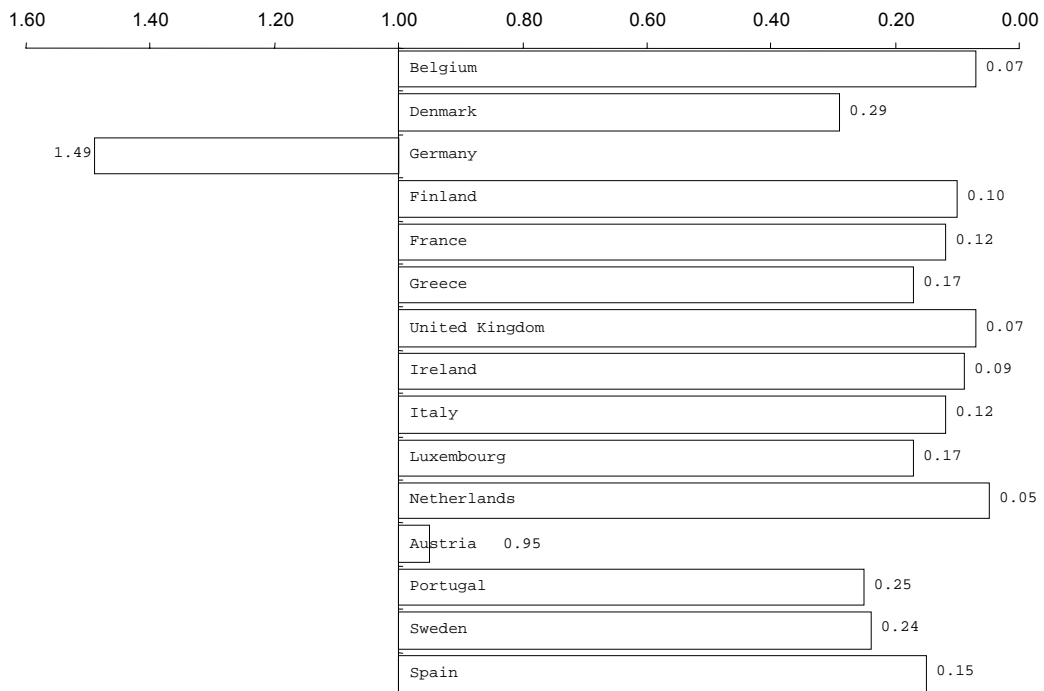 1.60 1.40 1.20 1.00 0.80 0.60 0.40 0.20 0.00
Belgium 0.07
Denmark 0.29
1.49 Germany
Finland 0.10
France 0.12
Greece 0.17
United Kingdom 0.07
Ireland 0.09
Italy 0.12
Luxembourg 0.17
Netherlands 0.05
Austria 0.95
Portugal 0.25
Sweden 0.24
Spain 0.15